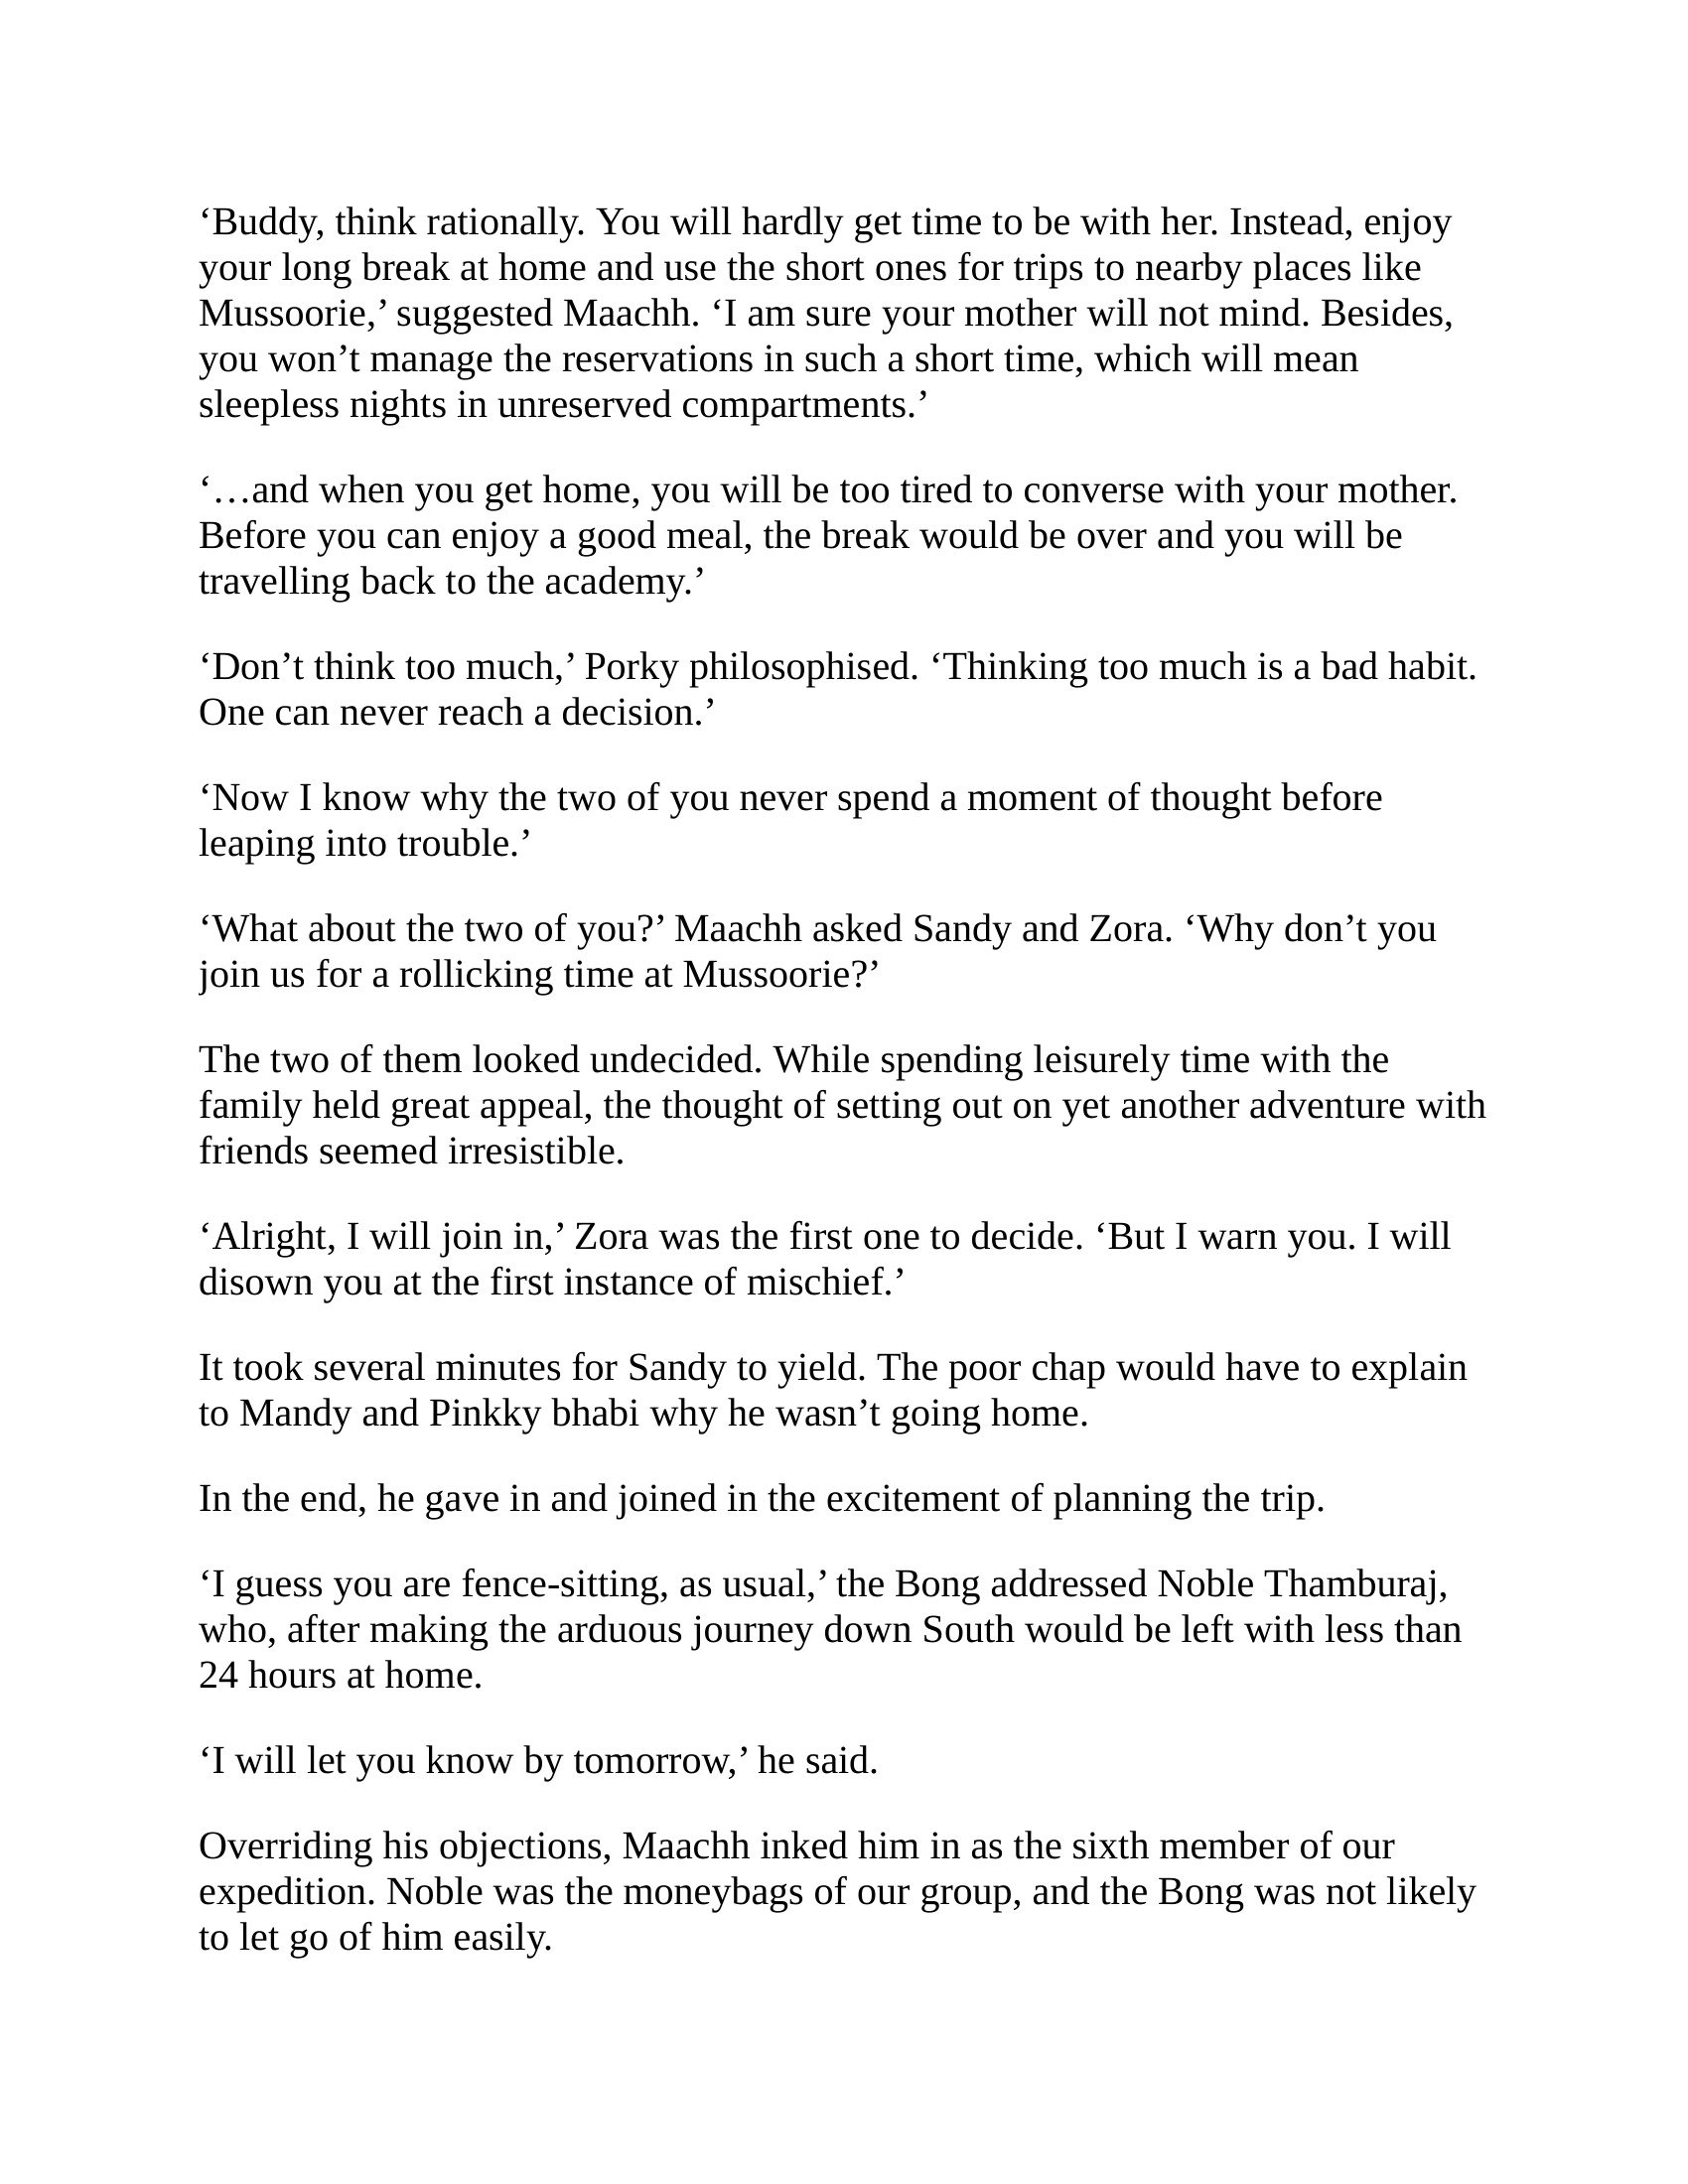 ‘Buddy, think rationally. You will hardly get time to be with her. Instead, enjoy
your long break at home and use the short ones for trips to nearby places like
Mussoorie,’ suggested Maachh. ‘I am sure your mother will not mind. Besides,
you won’t manage the reservations in such a short time, which will mean
sleepless nights in unreserved compartments.’
‘…and when you get home, you will be too tired to converse with your mother.
Before you can enjoy a good meal, the break would be over and you will be
travelling back to the academy.’
‘Don’t think too much,’ Porky philosophised. ‘Thinking too much is a bad habit.
One can never reach a decision.’
‘Now I know why the two of you never spend a moment of thought before
leaping into trouble.’
‘What about the two of you?’ Maachh asked Sandy and Zora. ‘Why don’t you
join us for a rollicking time at Mussoorie?’
The two of them looked undecided. While spending leisurely time with the
family held great appeal, the thought of setting out on yet another adventure with
friends seemed irresistible.
‘Alright, I will join in,’ Zora was the first one to decide. ‘But I warn you. I will
disown you at the first instance of mischief.’
It took several minutes for Sandy to yield. The poor chap would have to explain
to Mandy and Pinkky bhabi why he wasn’t going home.
In the end, he gave in and joined in the excitement of planning the trip.
‘I guess you are fence-sitting, as usual,’ the Bong addressed Noble Thamburaj,
who, after making the arduous journey down South would be left with less than
24 hours at home.
‘I will let you know by tomorrow,’ he said.
Overriding his objections, Maachh inked him in as the sixth member of our
expedition. Noble was the moneybags of our group, and the Bong was not likely
to let go of him easily.